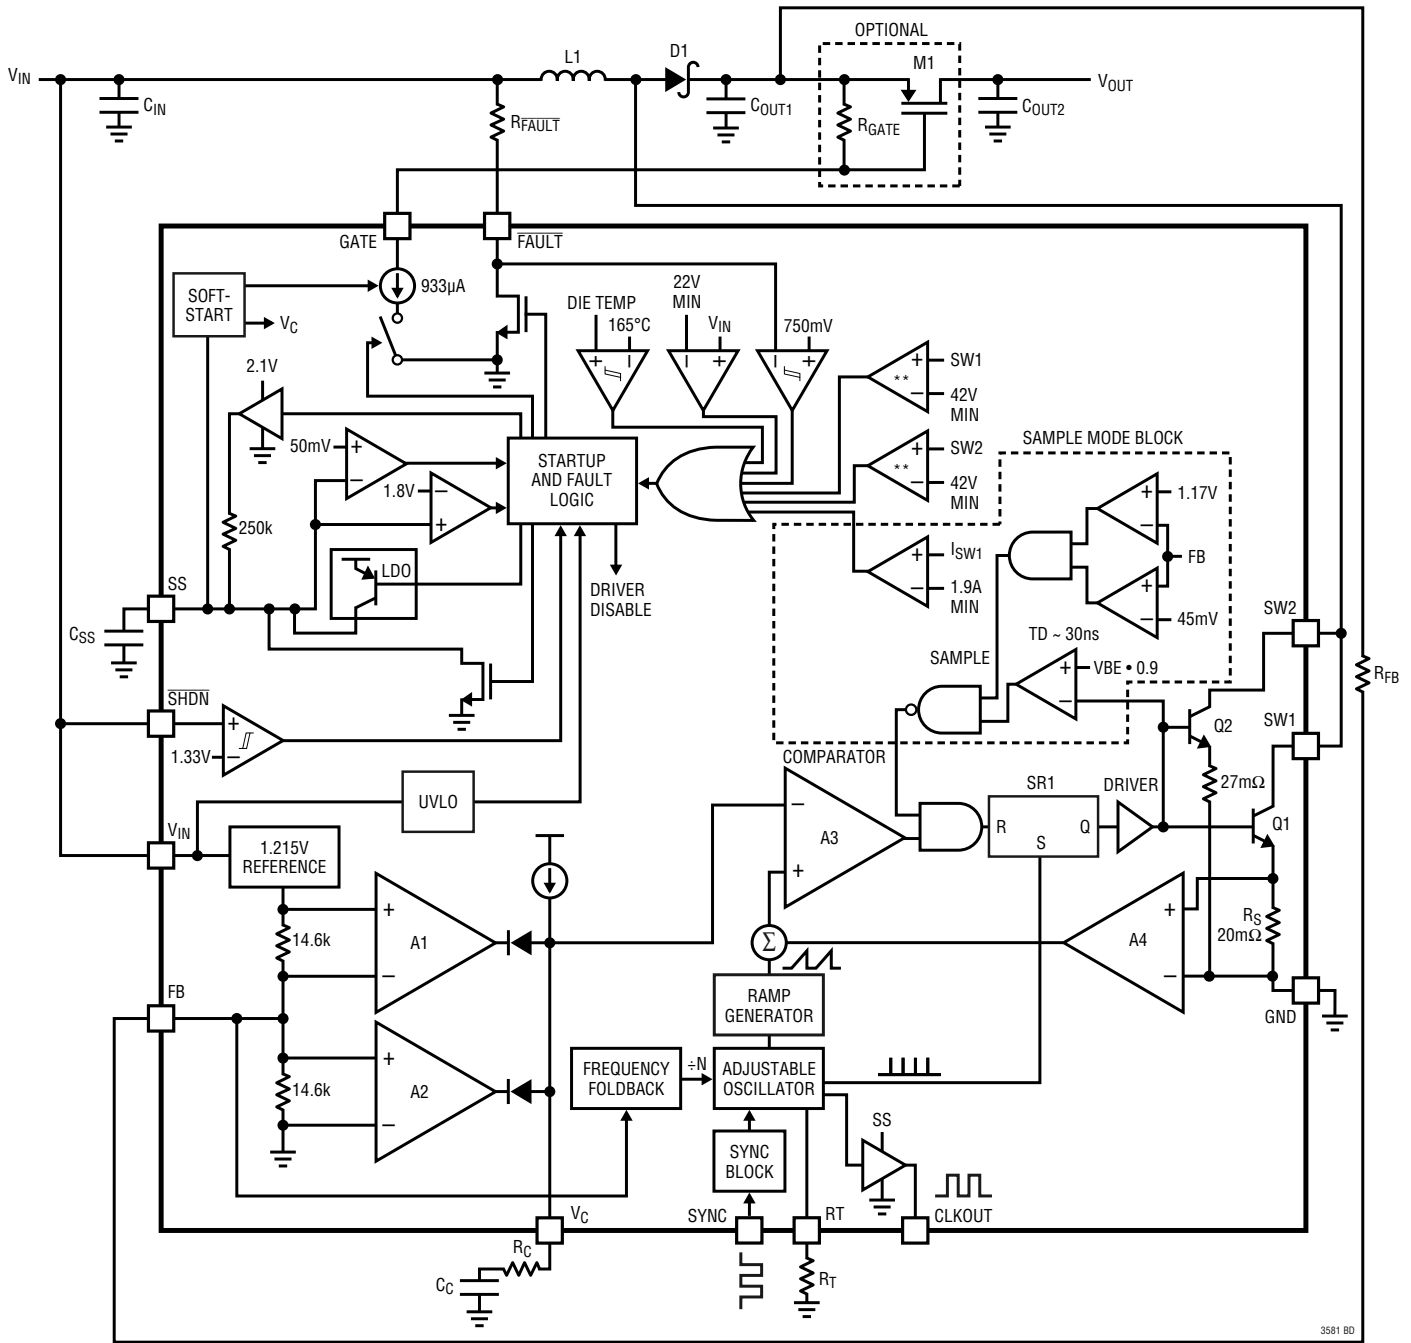 OPTIONAL
L1
D1
M1
VIN
VOUT
CIN
RFAULT
COUT1
RGATE
COUT2
GATE
FAULT
SOFT-
START
933µA
VC
DIE TEMP
165°C
22V
MIN
VIN
750mV
2.1V
50mV
1.8V
250k
STARTUP
AND FAULT
LOGIC
SW1
**
42V
MIN
SW2
**
42V
MIN
SAMPLE MODE BLOCK
1.17V
FB
45mV
ISW1
1.9A
MIN
LDO
DRIVER
DISABLE
SS
CSS
TD ~ 30ns
SAMPLE
VBE • 0.9
SW2
RFB
SHDN
1.33V
Q2
SW1
27mΩ
COMPARATOR
SR1
DRIVER
UVLO
VIN
1.215V
REFERENCE
A3
R
S
Q
Q1
14.6k
A1
Σ
A4
RS
20mΩ
FB
RAMP
GENERATOR
GND
14.6k
A2
FREQUENCY
FOLDBACK
÷N
ADJUSTABLE
OSCILLATOR
SYNC
BLOCK
SS
VC
SYNC
RT
CLKOUT
RC
CC
RT
3581 BD
+
−